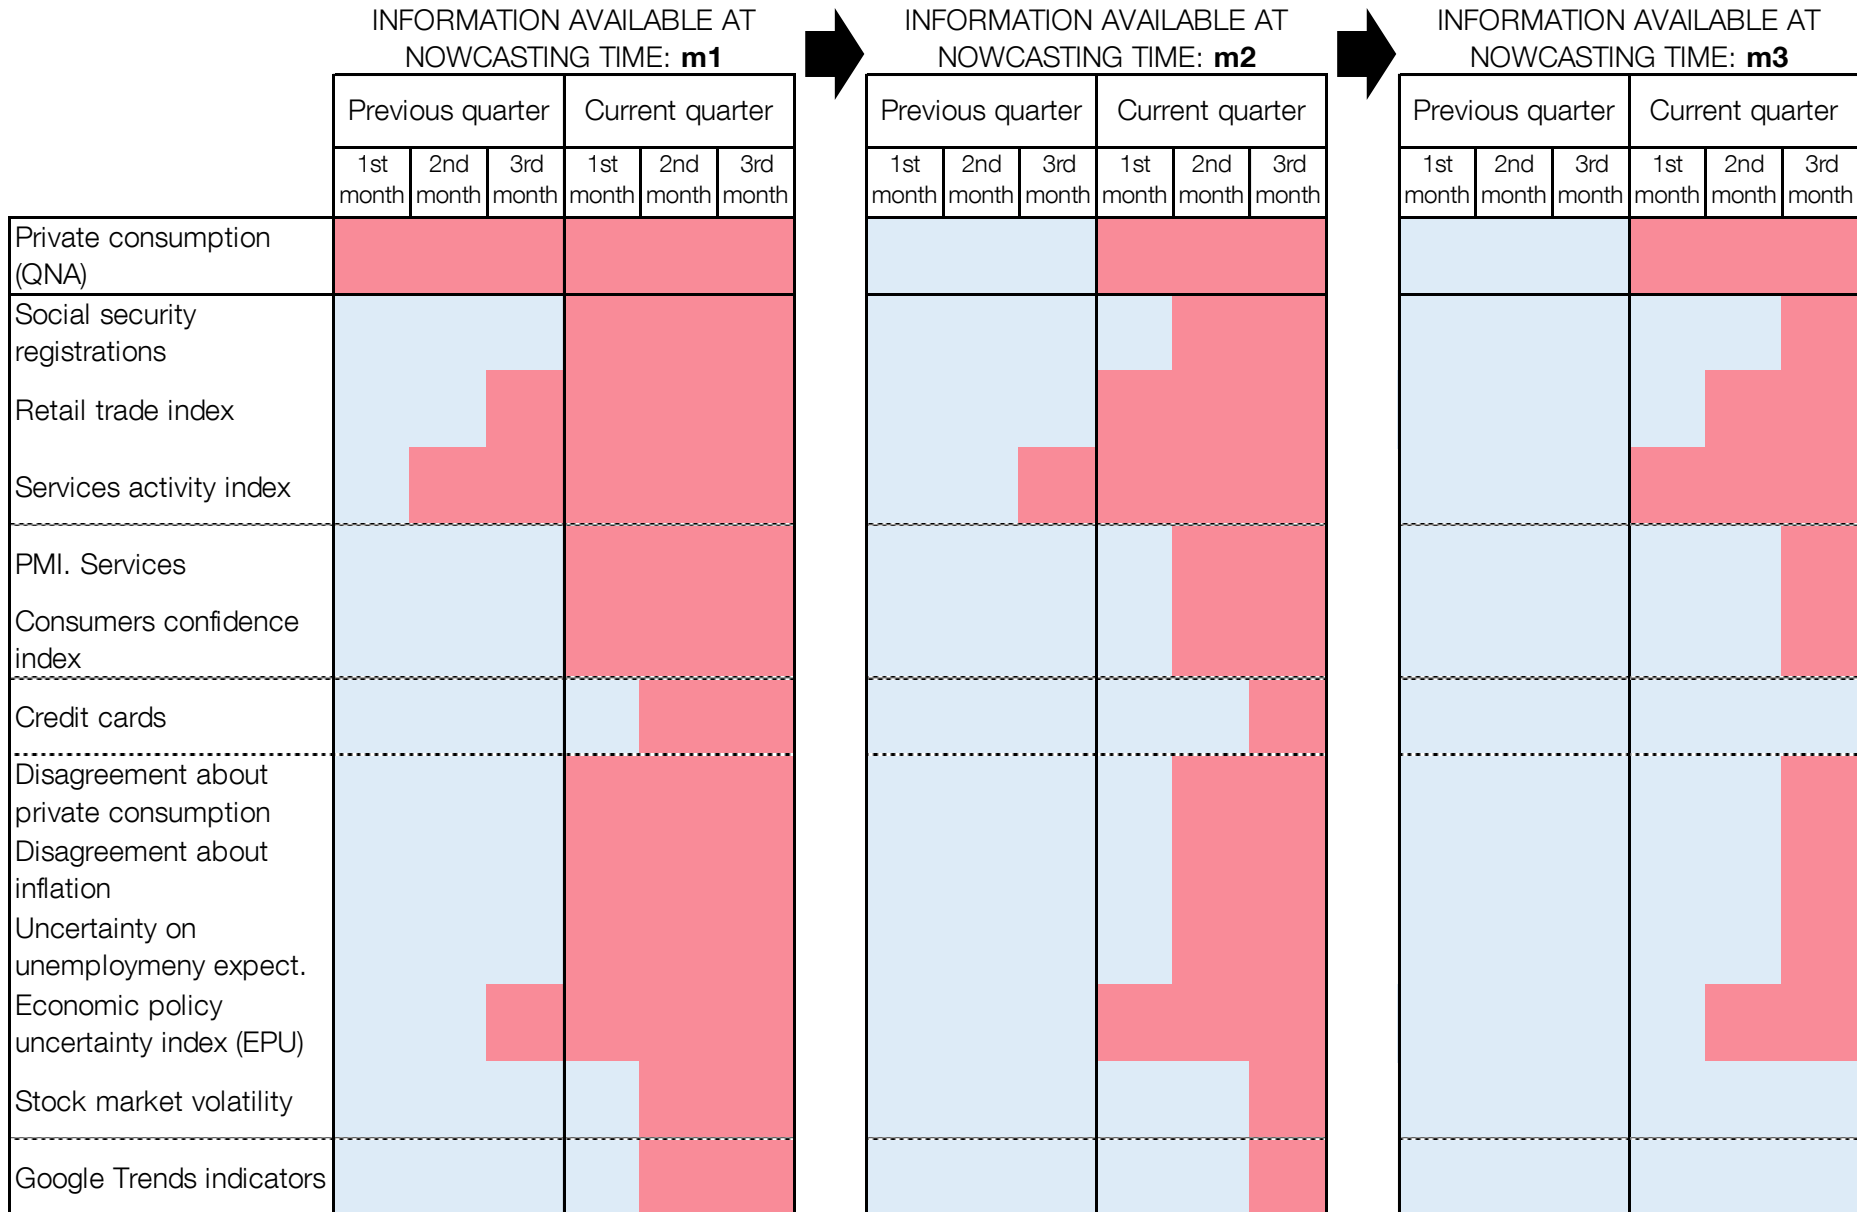 INFORMATION AVAILABLE AT
NOWCASTING TIME: m1
INFORMATION AVAILABLE AT
NOWCASTING TIME: m2
INFORMATION AVAILABLE AT
NOWCASTING TIME: m3
Previous quarter Current quarter Previous quarter Current quarter Previous quarter Current quarter
1st 2nd 3rd 1st 2nd 3rd 1st 2nd 3rd 1st 2nd 3rd 1st 2nd 3rd 1st 2nd 3rd
month month month month month month month month month month month month month month month month month month
Private consumption
(QNA)
Social security
registrations
Retail trade index
Services activity index
PMI. Services
Consumers confidence
index
Credit cards
Disagreement about
private consumption
Disagreement about
inflation
Uncertainty on
unemploymeny expect.
Economic policy
uncertainty index (EPU)
Stock market volatility
Google Trends indicators